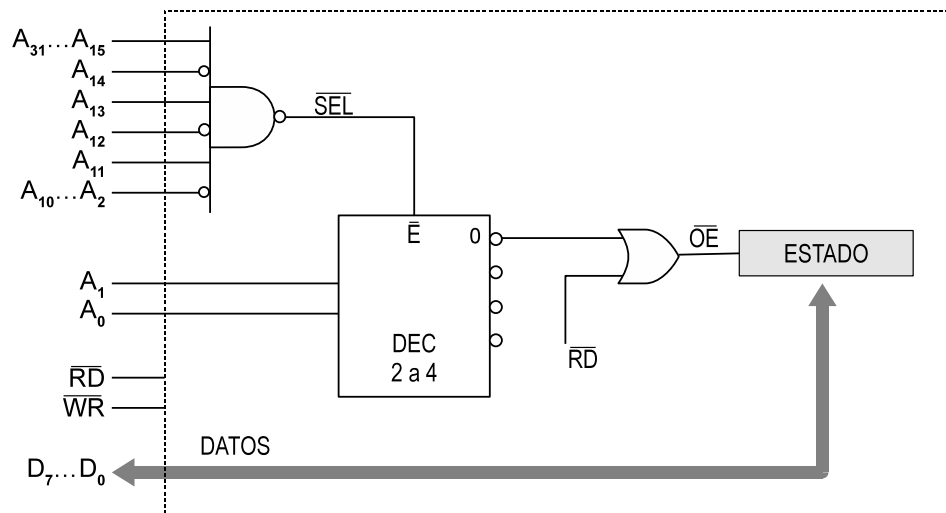 A31...A15
A14
A13
A12
A11
A10...A2
SEL
E
0
A1
A0
DEC
2 a 4
OE
ESTADO
RD
RD
WR
DATOS
D7...D0